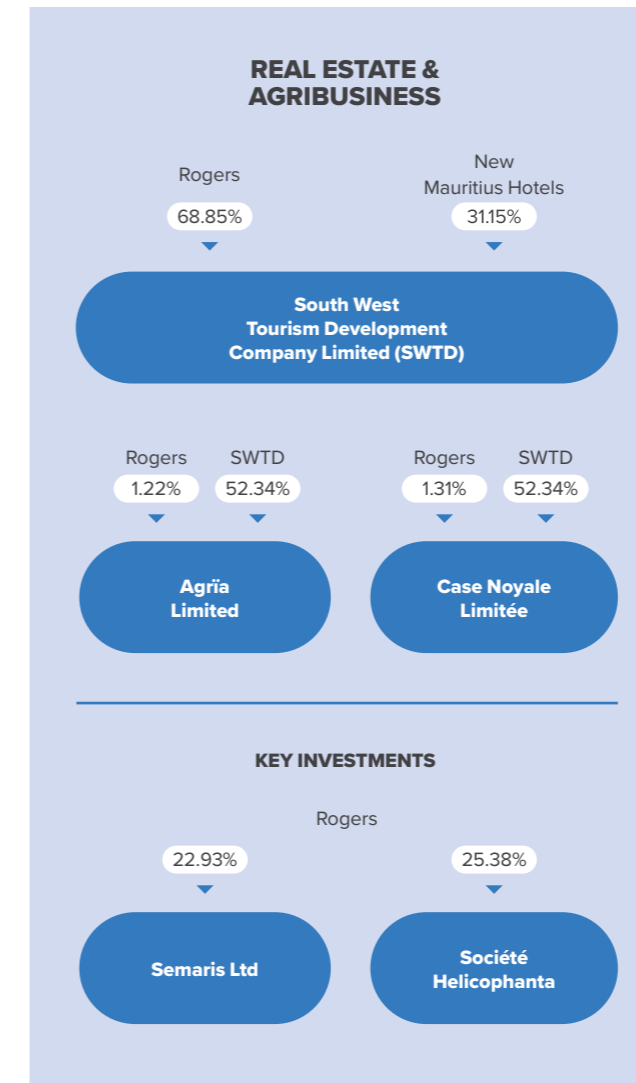 REAL ESTATE &
AGRIBUSINESS
Rogers
68.85%
New
Mauritius Hotels
31.15%
South West
Tourism Development
Company Limited (SWTD)
Rogers
1.22%
SWTD
52.34%
Rogers
1.31%
SWTD
52.34%
Agrïa
Limited
Case Noyale
Limitée
KEY INVESTMENTS
Rogers
22.93%
25.38%
Semaris Ltd
Société
Helicophanta